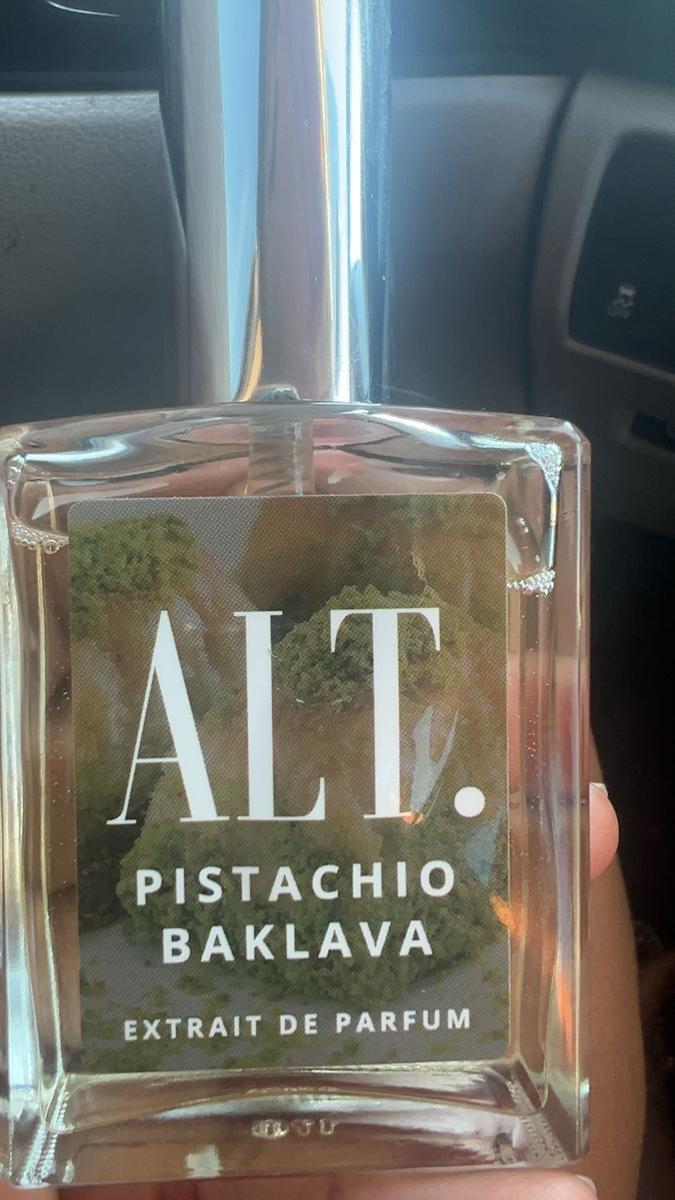 ALT.
PISTACHIO
BAKLAVA
EXTRAIT DE PARFUM